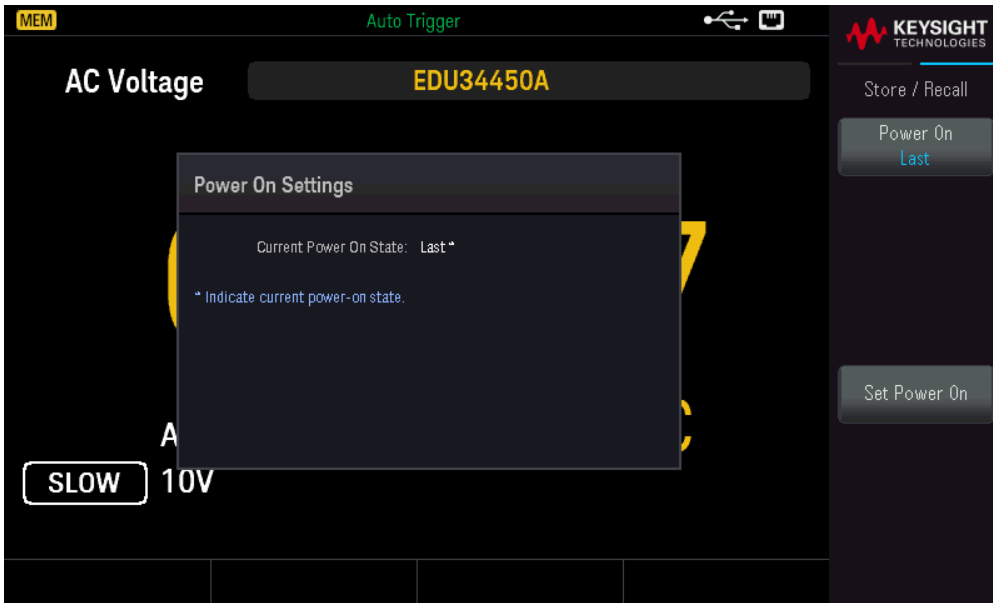 MEM
Auto Trigger
KEYSIGHT
TECHNOLOGIES
AC Voltage
EDU34450A
Store / Recall
Power On
Last
Power On Settings
Current Power On State: Last *
* Indicate current power-on state.
Set Power On
SLOW
10V